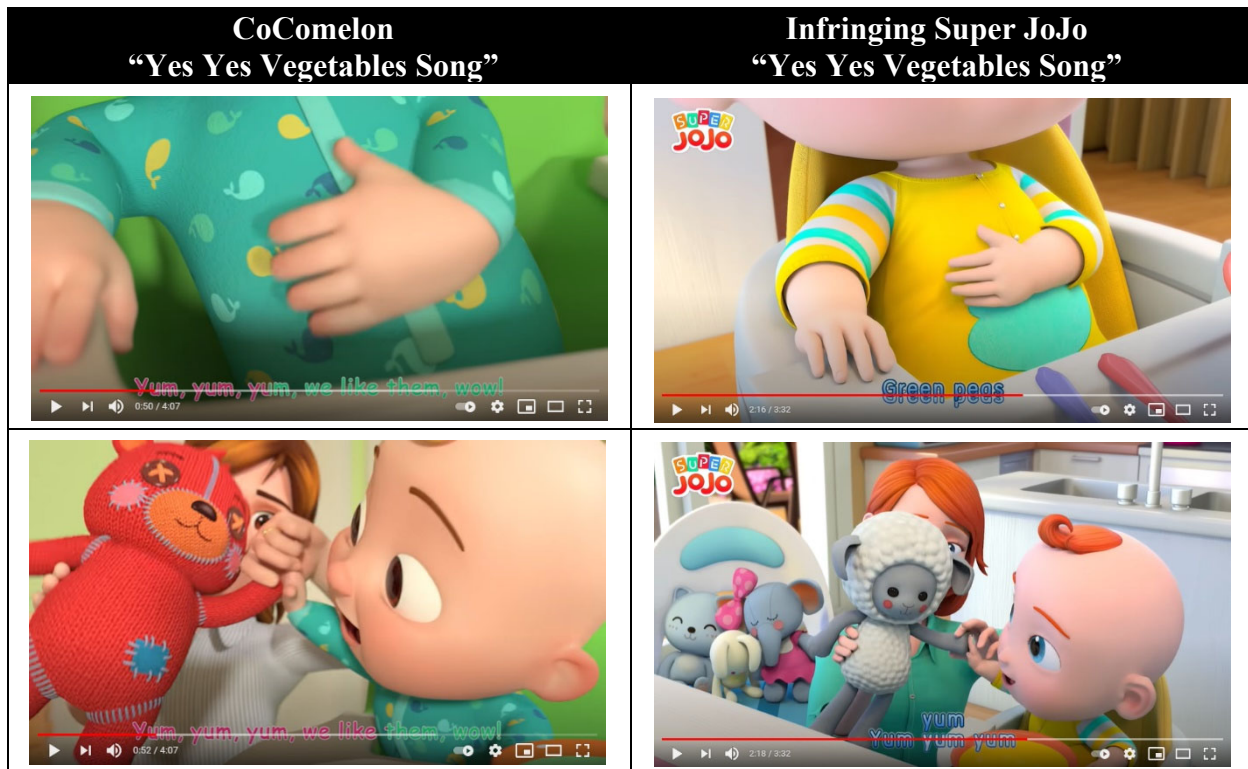 CoComelon
“Yes Yes Vegetables Song”
Infringing Super JoJo
“Yes Yes Vegetables Song”
Yum, yum, yum, we like them, wow!
0:50 / 4:07
SUPER
JOJO
Green peas
2:16 / 3:32
Yum, yum, yum, we like them, wow!
0:52 / 4:07
SUPER
JOJO
yum
Yum yum yum
2:18 / 3:32